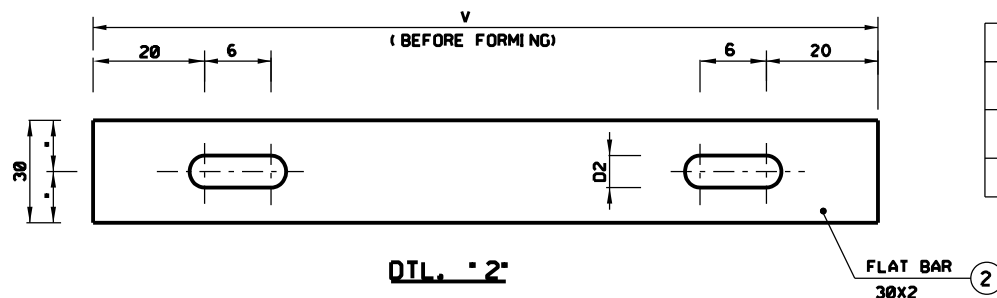 V
(BEFORE FORMING)
20 6 6 20
30
" "
D2
DTL. "2"
FLAT BAR
30X2
2